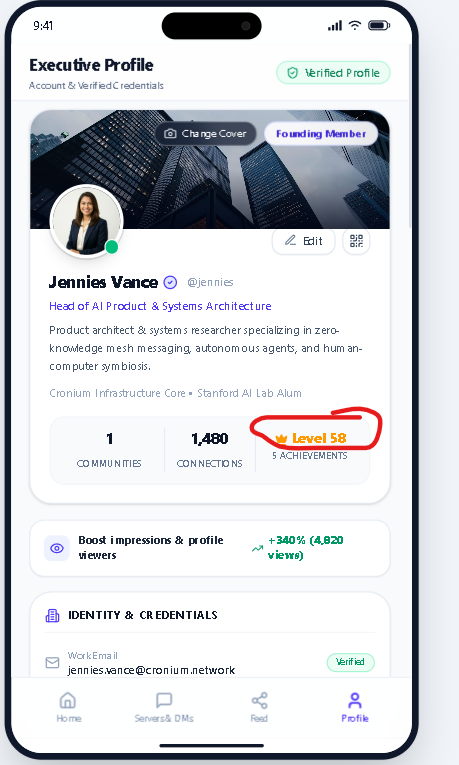 9:41
Executive Profile
Account & Verified Credentials
Verified Profile
Change Cover
Founding Member
Edit
Jennies Vance
@jennies
Head of AI Product & Systems Architecture
Product architect & systems researcher specializing in zero-
knowledge mesh messaging, autonomous agents, and human-
computer symbiosis.
Cronium Infrastructure Core • Stanford AI Lab Alum
1
COMMUNITIES
1,480
CONNECTIONS
Level 58
5 ACHIEVEMENTS
Boost impressions & profile
viewers
+340% (4,820
views)
IDENTITY & CREDENTIALS
Work Email
jennies.vance@cronium.network
Verified
Home
Servers & DMs
Feed
Profile